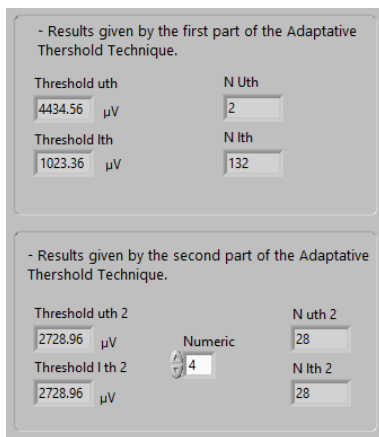 - Results given by the first part of the Adaptative
Thershold Technique.
Threshold uth N Uth
4434.56 µV 2
Threshold lth N lth
1023.36 µV 132
- Results given by the second part of the Adaptative
Thershold Technique.
Threshold uth 2 N uth 2
2728.96 µV Numeric 28
Threshold l th 2 4 N lth 2
2728.96 µV 28